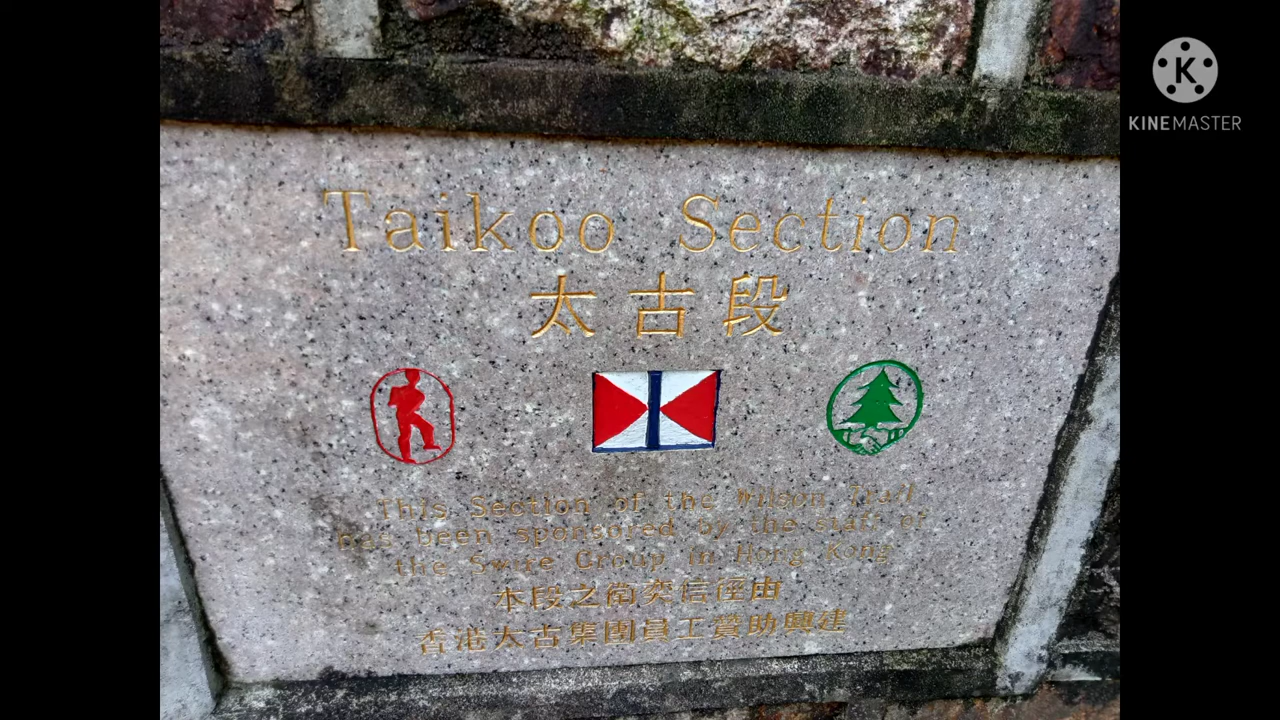 Taikoo Section
太古段
This Section of the Wilson Trail
has been sponsored by the staff of
the Swire Group in Hong Kong
本段之衛奕信徑由
香港太古集團員工贊助興建
K
KINEMASTER